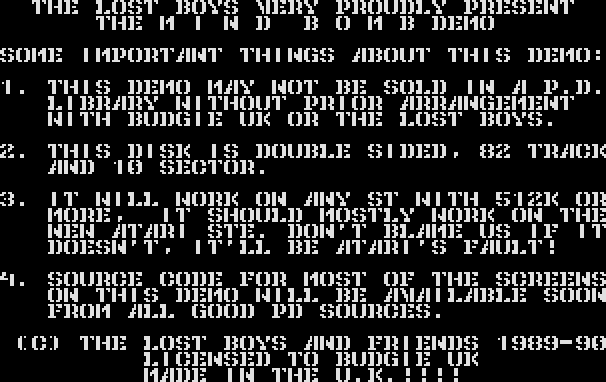 THE LOST BOYS VERY PROUDLY PRESENT
THE M I N D  B O M B DEMO
SOME IMPORTANT THINGS ABOUT THIS DEMO:
1. THIS DEMO MAY NOT BE SOLD IN A P.D.
LIBRARY WITHOUT PRIOR ARRANGEMENT
WITH BUDGIE UK OR THE LOST BOYS.
2. THIS DISK IS DOUBLE SIDED, 82 TRACK
AND 10 SECTOR.
3. IT WILL WORK ON ANY ST WITH 512K OR
MORE,  IT SHOULD MOSTLY WORK ON THE
NEW ATARI STE. DON'T BLAME US IF IT
DOESN'T, IT'LL BE ATARI'S FAULT!
4. SOURCE CODE FOR MOST OF THE SCREENS
ON THIS DEMO WILL BE AVAILABLE SOON
FROM ALL GOOD PD SOURCES.
(C) THE LOST BOYS AND FRIENDS 1989-90
LICENSED TO BUDGIE UK
MADE IN THE U.K.!!!!